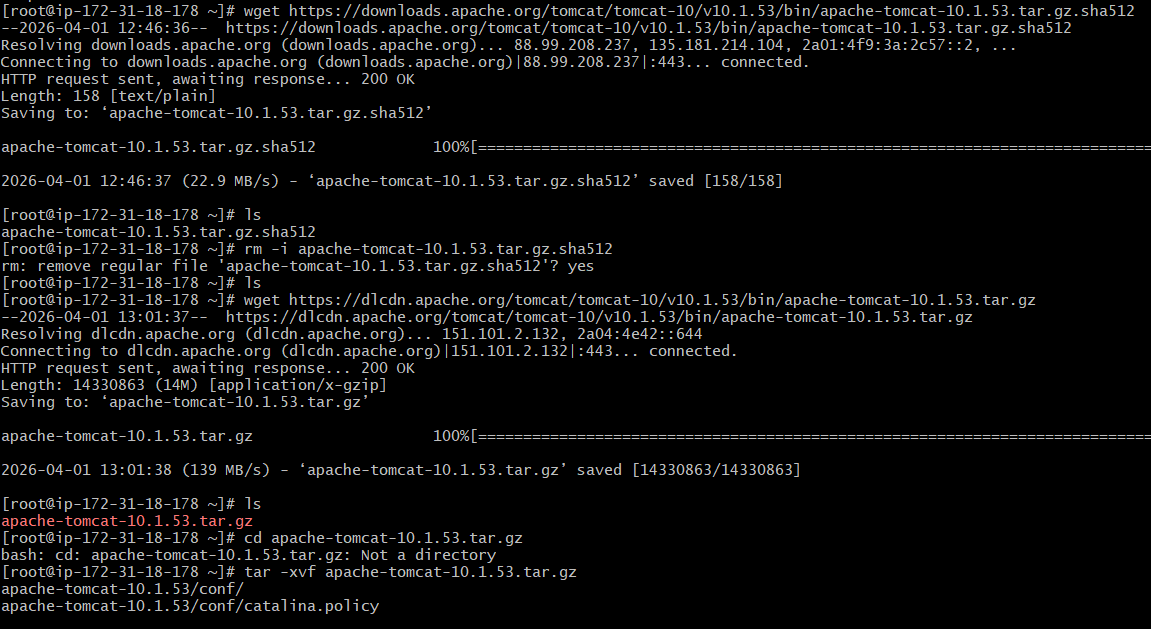 [root@ip-172-31-18-178 ~]# wget https://downloads.apache.org/tomcat/tomcat-10/v10.1.53/bin/apache-tomcat-10.1.53.tar.gz.sha512
--2026-04-01 12:46:36--  https://downloads.apache.org/tomcat/tomcat-10/v10.1.53/bin/apache-tomcat-10.1.53.tar.gz.sha512
Resolving downloads.apache.org (downloads.apache.org)... 88.99.208.237, 135.181.214.104, 2a01:4f9:3a:2c57::2, ...
Connecting to downloads.apache.org (downloads.apache.org)|88.99.208.237|:443... connected.
HTTP request sent, awaiting response... 200 OK
Length: 158 [text/plain]
Saving to: ‘apache-tomcat-10.1.53.tar.gz.sha512’
apache-tomcat-10.1.53.tar.gz.sha512             100%[===========================================================================
2026-04-01 12:46:37 (22.9 MB/s) - ‘apache-tomcat-10.1.53.tar.gz.sha512’ saved [158/158]
[root@ip-172-31-18-178 ~]# ls
apache-tomcat-10.1.53.tar.gz.sha512
[root@ip-172-31-18-178 ~]# rm -i apache-tomcat-10.1.53.tar.gz.sha512
rm: remove regular file 'apache-tomcat-10.1.53.tar.gz.sha512'? yes
[root@ip-172-31-18-178 ~]# ls
[root@ip-172-31-18-178 ~]# wget https://dlcdn.apache.org/tomcat/tomcat-10/v10.1.53/bin/apache-tomcat-10.1.53.tar.gz
--2026-04-01 13:01:37--  https://dlcdn.apache.org/tomcat/tomcat-10/v10.1.53/bin/apache-tomcat-10.1.53.tar.gz
Resolving dlcdn.apache.org (dlcdn.apache.org)... 151.101.2.132, 2a04:4e42::644
Connecting to dlcdn.apache.org (dlcdn.apache.org)|151.101.2.132|:443... connected.
HTTP request sent, awaiting response... 200 OK
Length: 14330863 (14M) [application/x-gzip]
Saving to: ‘apache-tomcat-10.1.53.tar.gz’
apache-tomcat-10.1.53.tar.gz                    100%[===========================================================================
2026-04-01 13:01:38 (139 MB/s) - ‘apache-tomcat-10.1.53.tar.gz’ saved [14330863/14330863]
[root@ip-172-31-18-178 ~]# ls
apache-tomcat-10.1.53.tar.gz
[root@ip-172-31-18-178 ~]# cd apache-tomcat-10.1.53.tar.gz
bash: cd: apache-tomcat-10.1.53.tar.gz: Not a directory
[root@ip-172-31-18-178 ~]# tar -xvf apache-tomcat-10.1.53.tar.gz
apache-tomcat-10.1.53/conf/
apache-tomcat-10.1.53/conf/catalina.policy